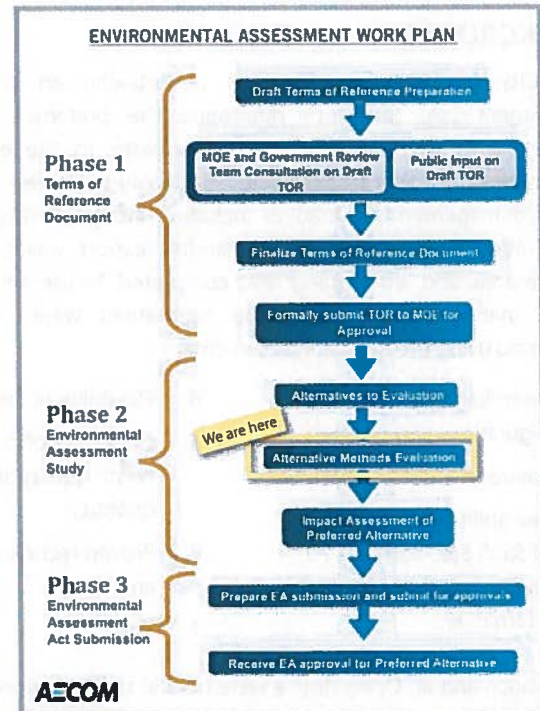 ENVIRONMENTAL ASSESSMENT WORK PLAN
Draft Terms of Reference Preparation
Phase 1
Terms of
Reference
Document
MOE and Government Review
Team Consultation on Draft
TOR
Public Input on
Draft TOR
Finalize Terms of Reference Document
Formally submit TOR to MOE for
Approval
Phase 2
Environmental
Assessment
Study
Alternatives to Evaluation
We are here
Alternative Methods Evaluation
Impact Assessment of
Preferred Alternative
Phase 3
Environmental
Assessment
Act Submission
Prepare EA submission and submit for approvals
Receive EA approval for Preferred Alternative
AECOM